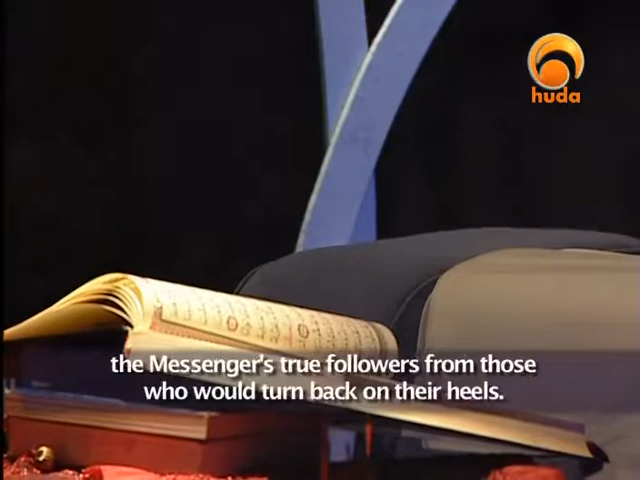 huda
the Messenger's true followers from those
who would turn back on their heels.